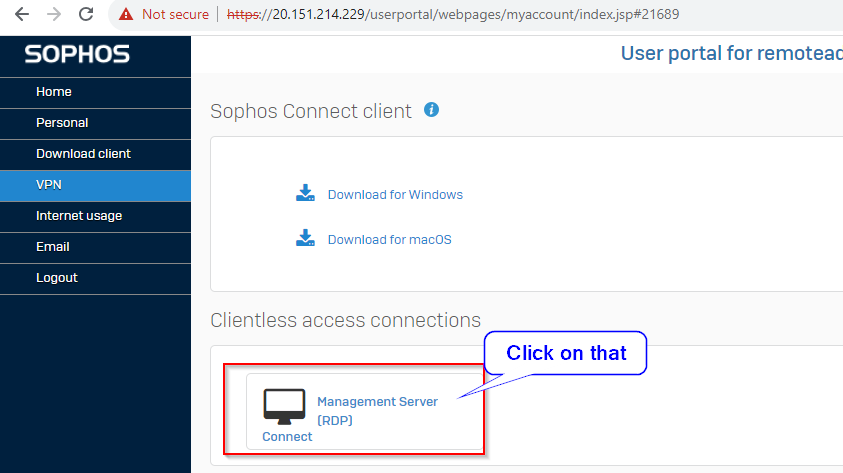 Not secure | https://20.151.214.229/userportal/webpages/myaccount/index.jsp#21689
SOPHOS
User portal for remotead
Home
Personal
Download client
VPN
Internet usage
Email
Logout
Sophos Connect client i
Download for Windows
Download for macOS
Clientless access connections
Click on that
Management Server
(RDP)
Connect